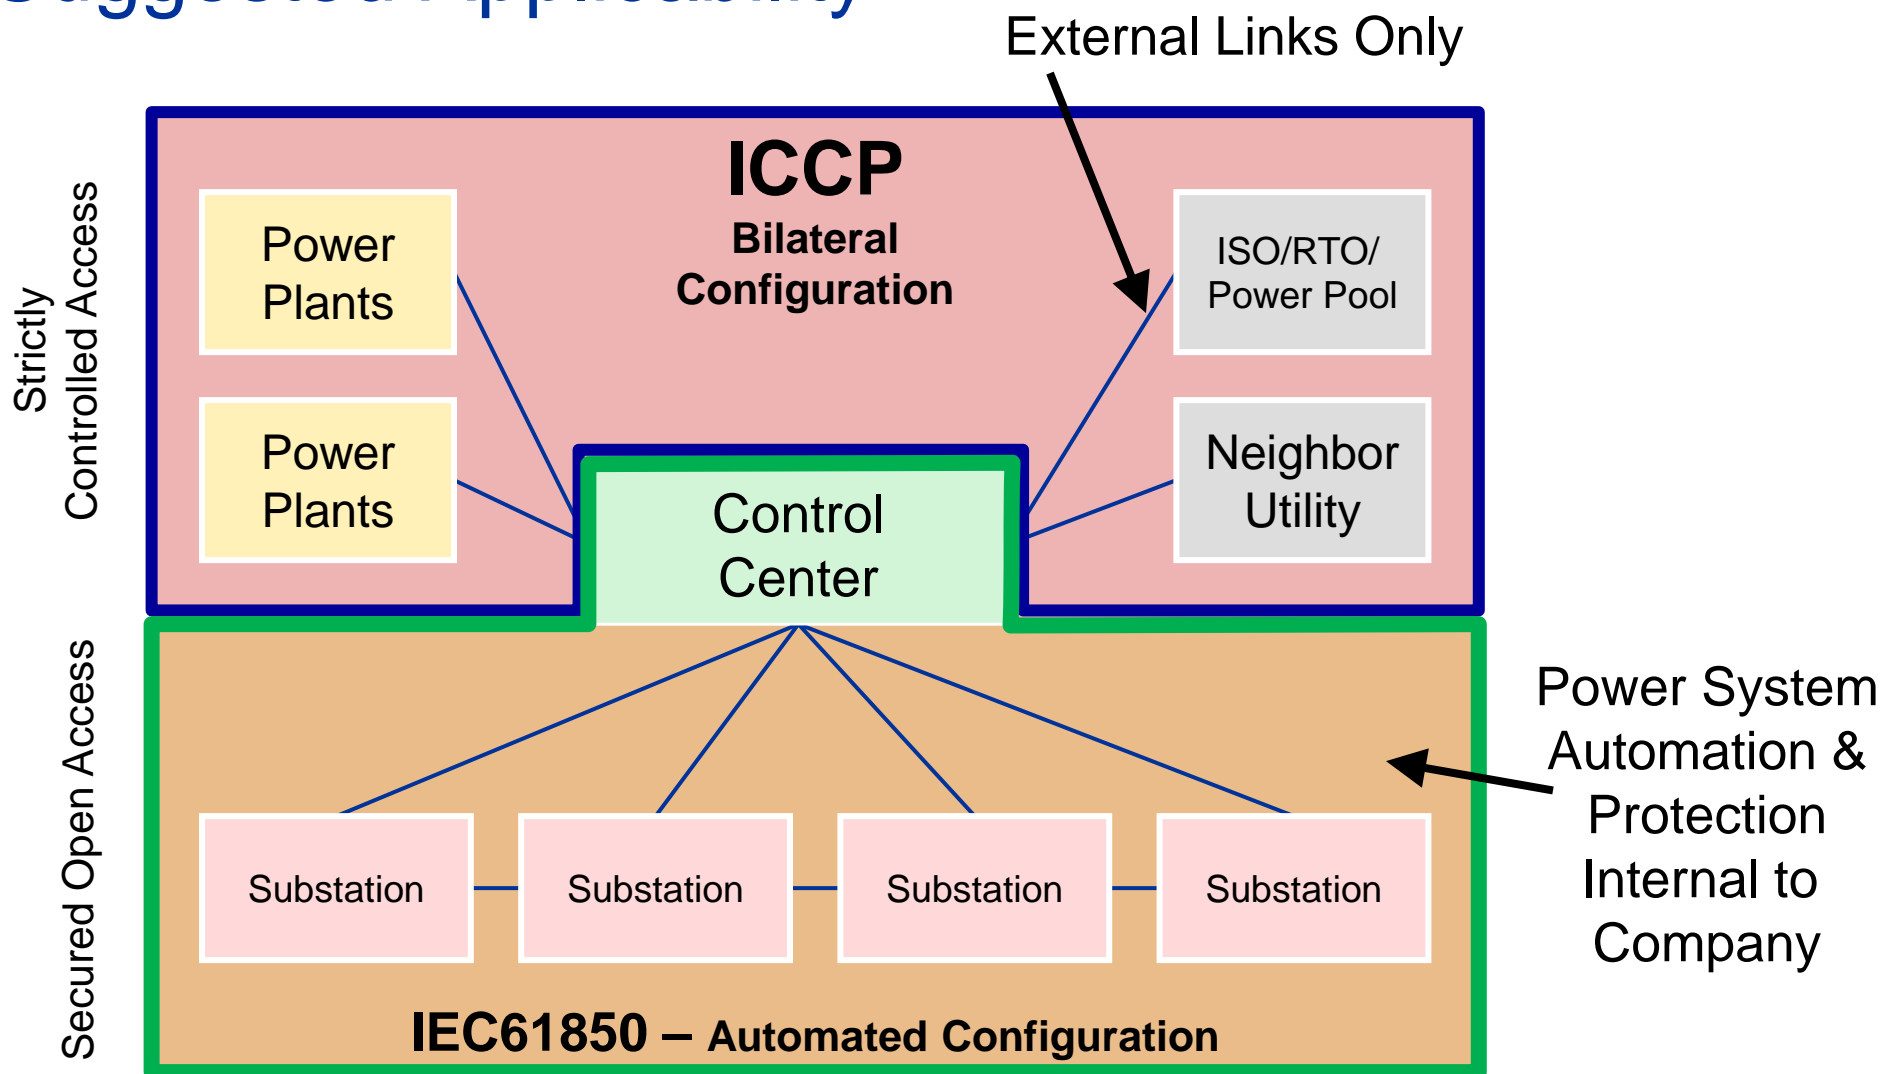 Suggested Applicability
External Links Only
ICCP
Bilateral
Configuration
Strictly
Controlled Access
Power
Plants
ISO/RTO/
Power Pool
Power
Plants
Neighbor
Utility
Control
Center
Secured Open Access
Power System
Automation &
Protection
Internal to
Company
Substation
Substation
Substation
Substation
IEC61850 – Automated Configuration